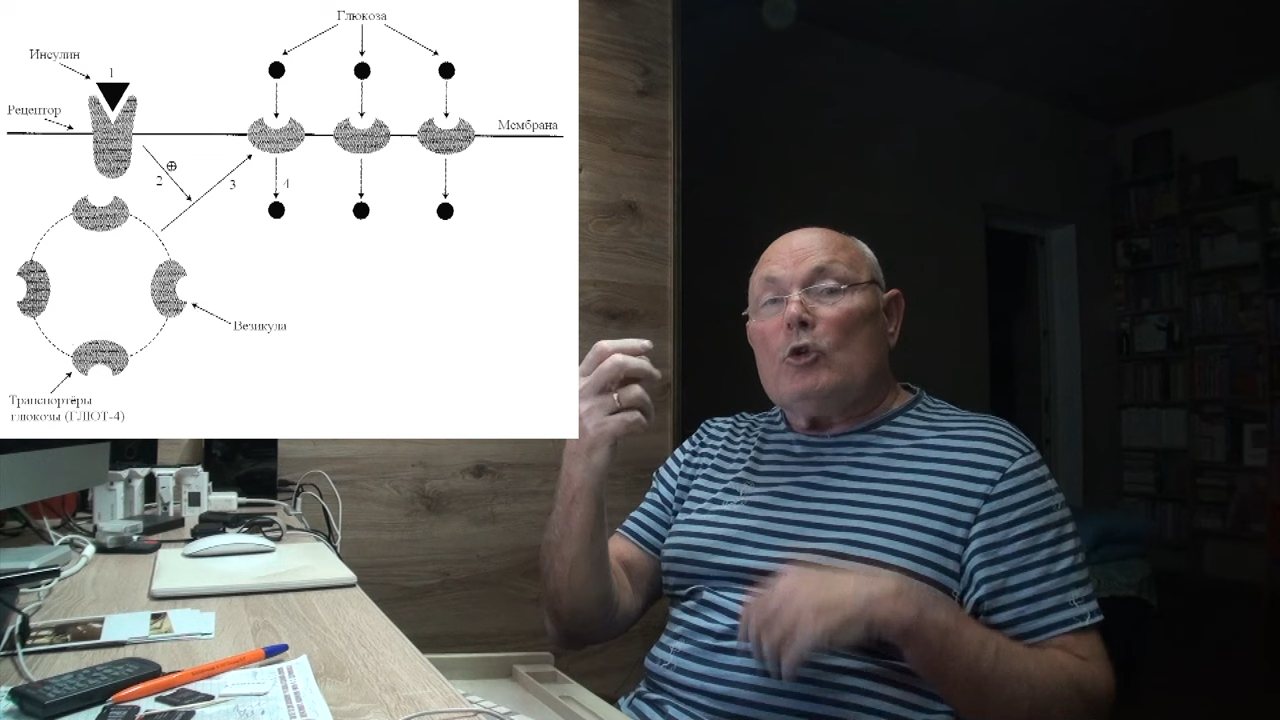 Глюкоза
Инсулин
1
Рецептор
Мембрана
2
3
4
Везикула
Транспортёры
глюкозы (ГЛЮТ-4)